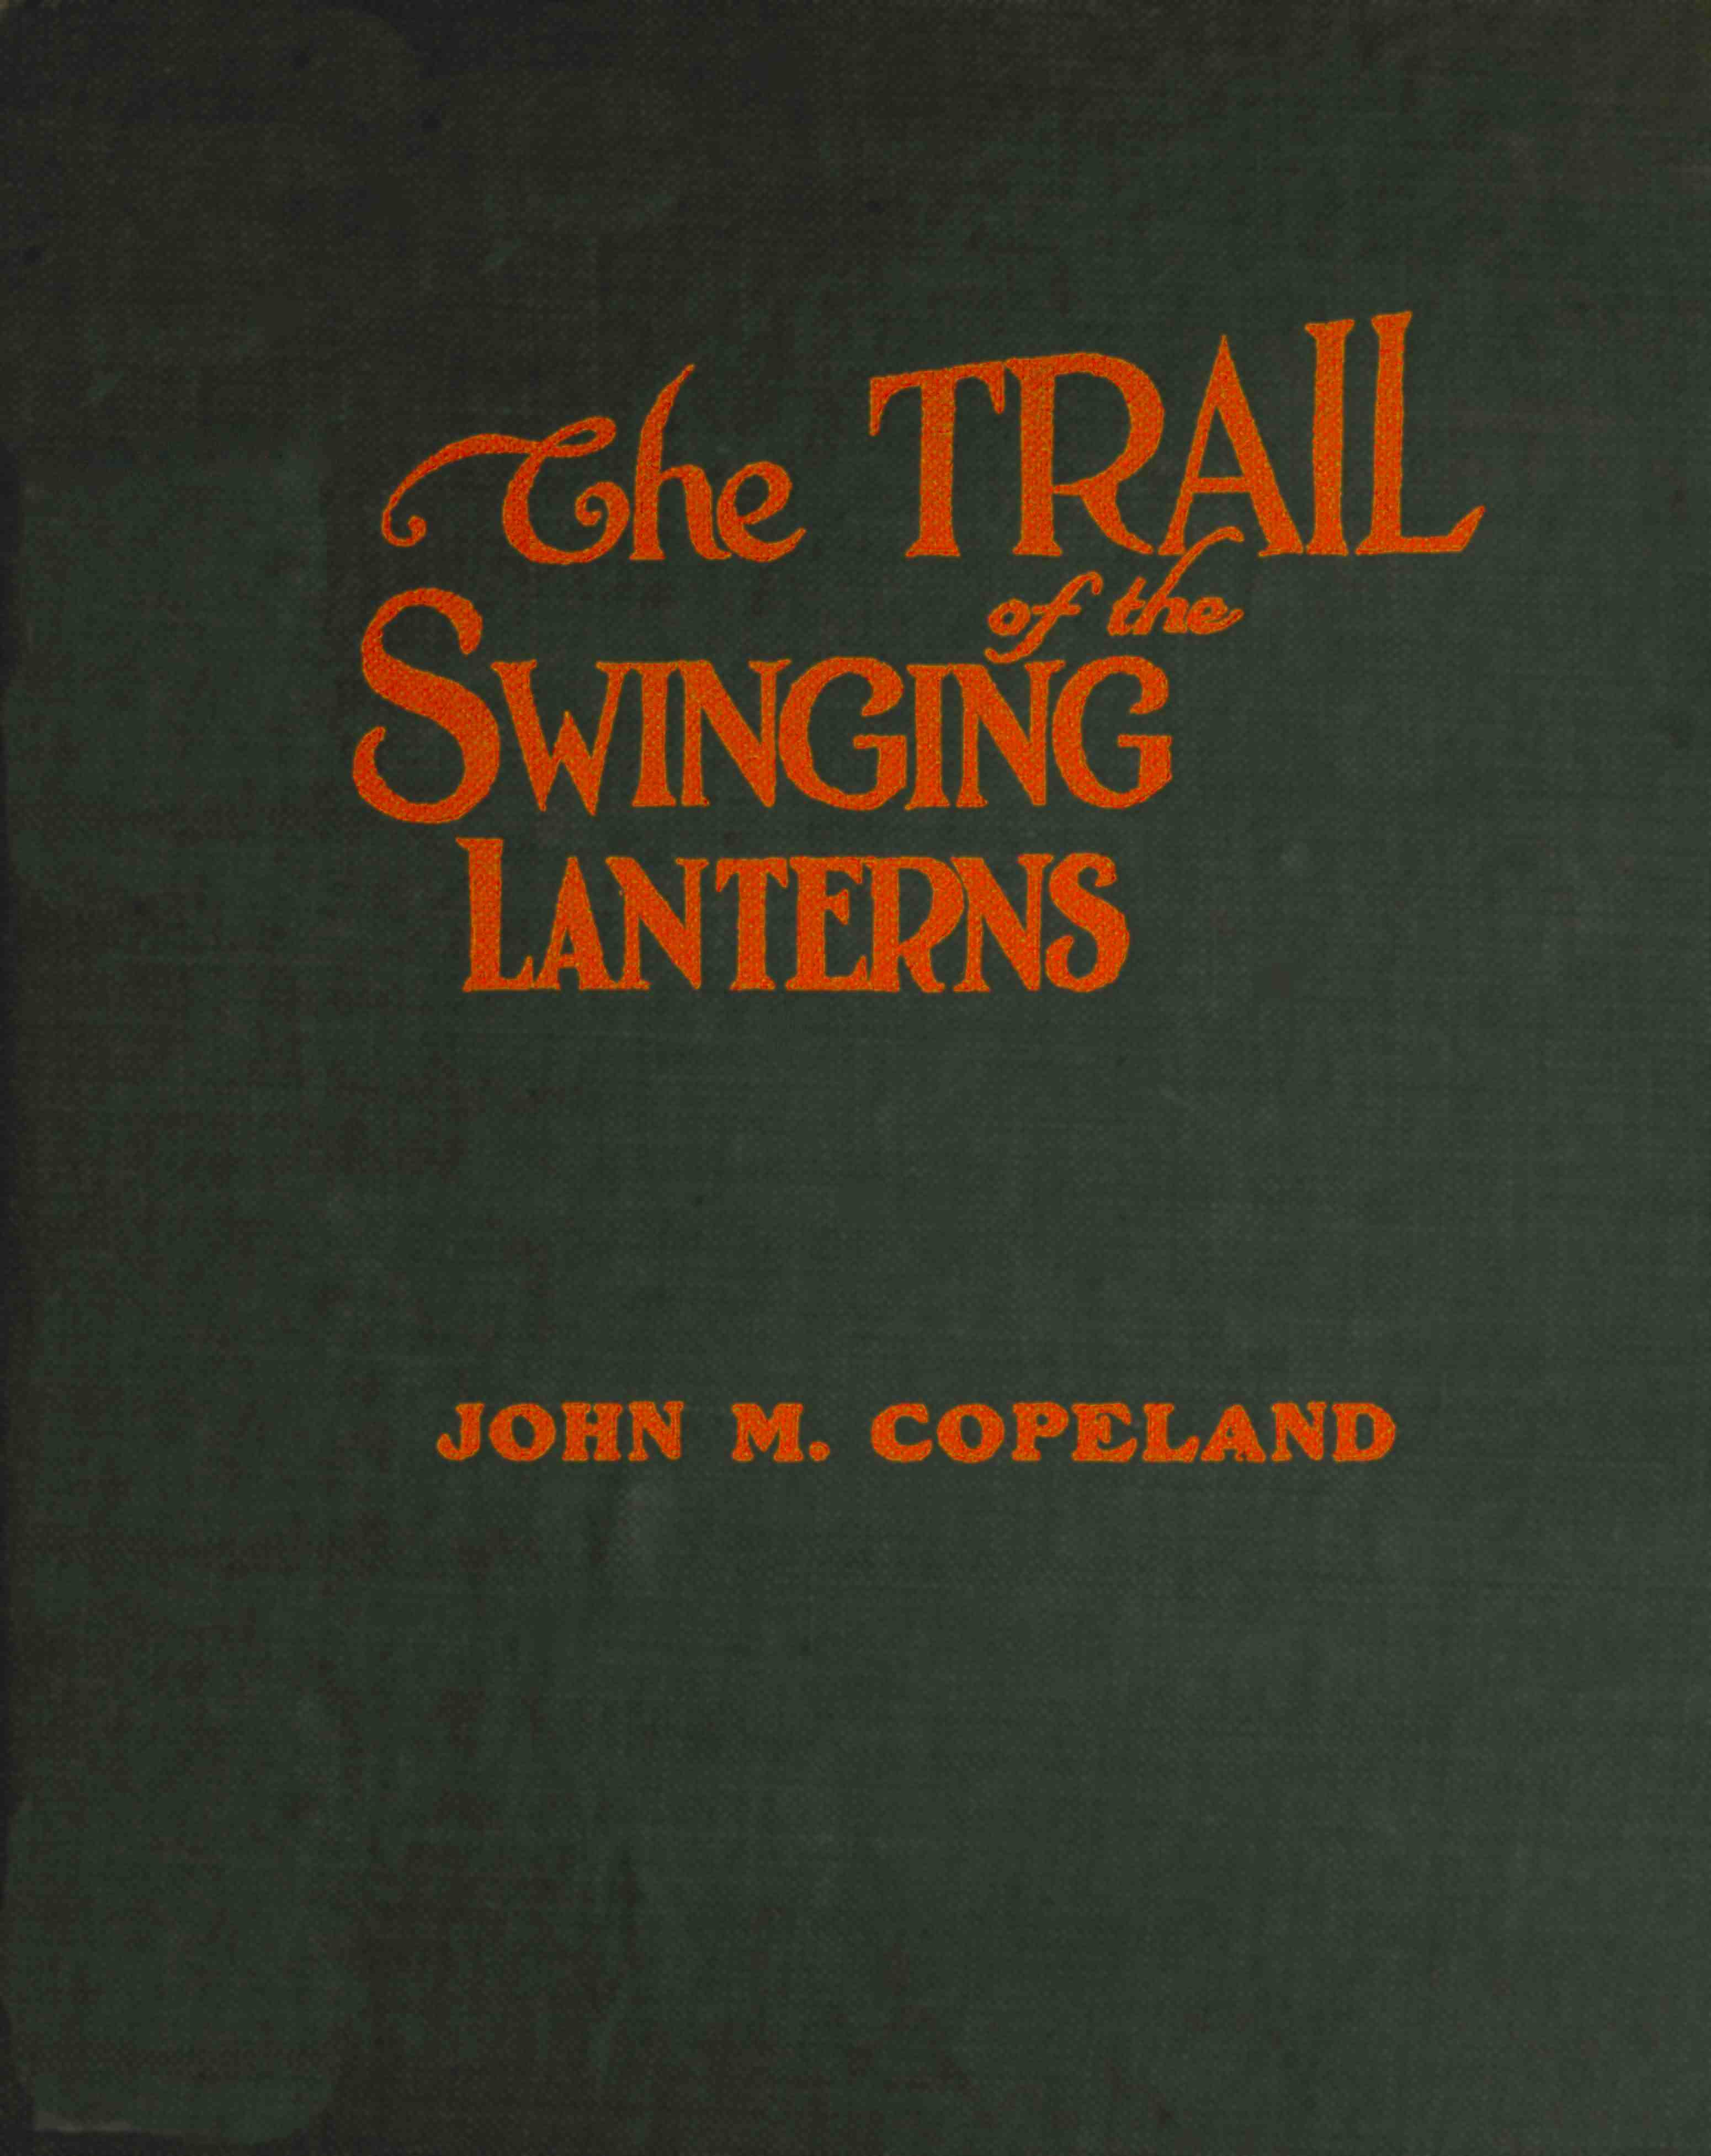 The TRAIL
of the
SWINGING
LANTERNS
JOHN M. COPELAND